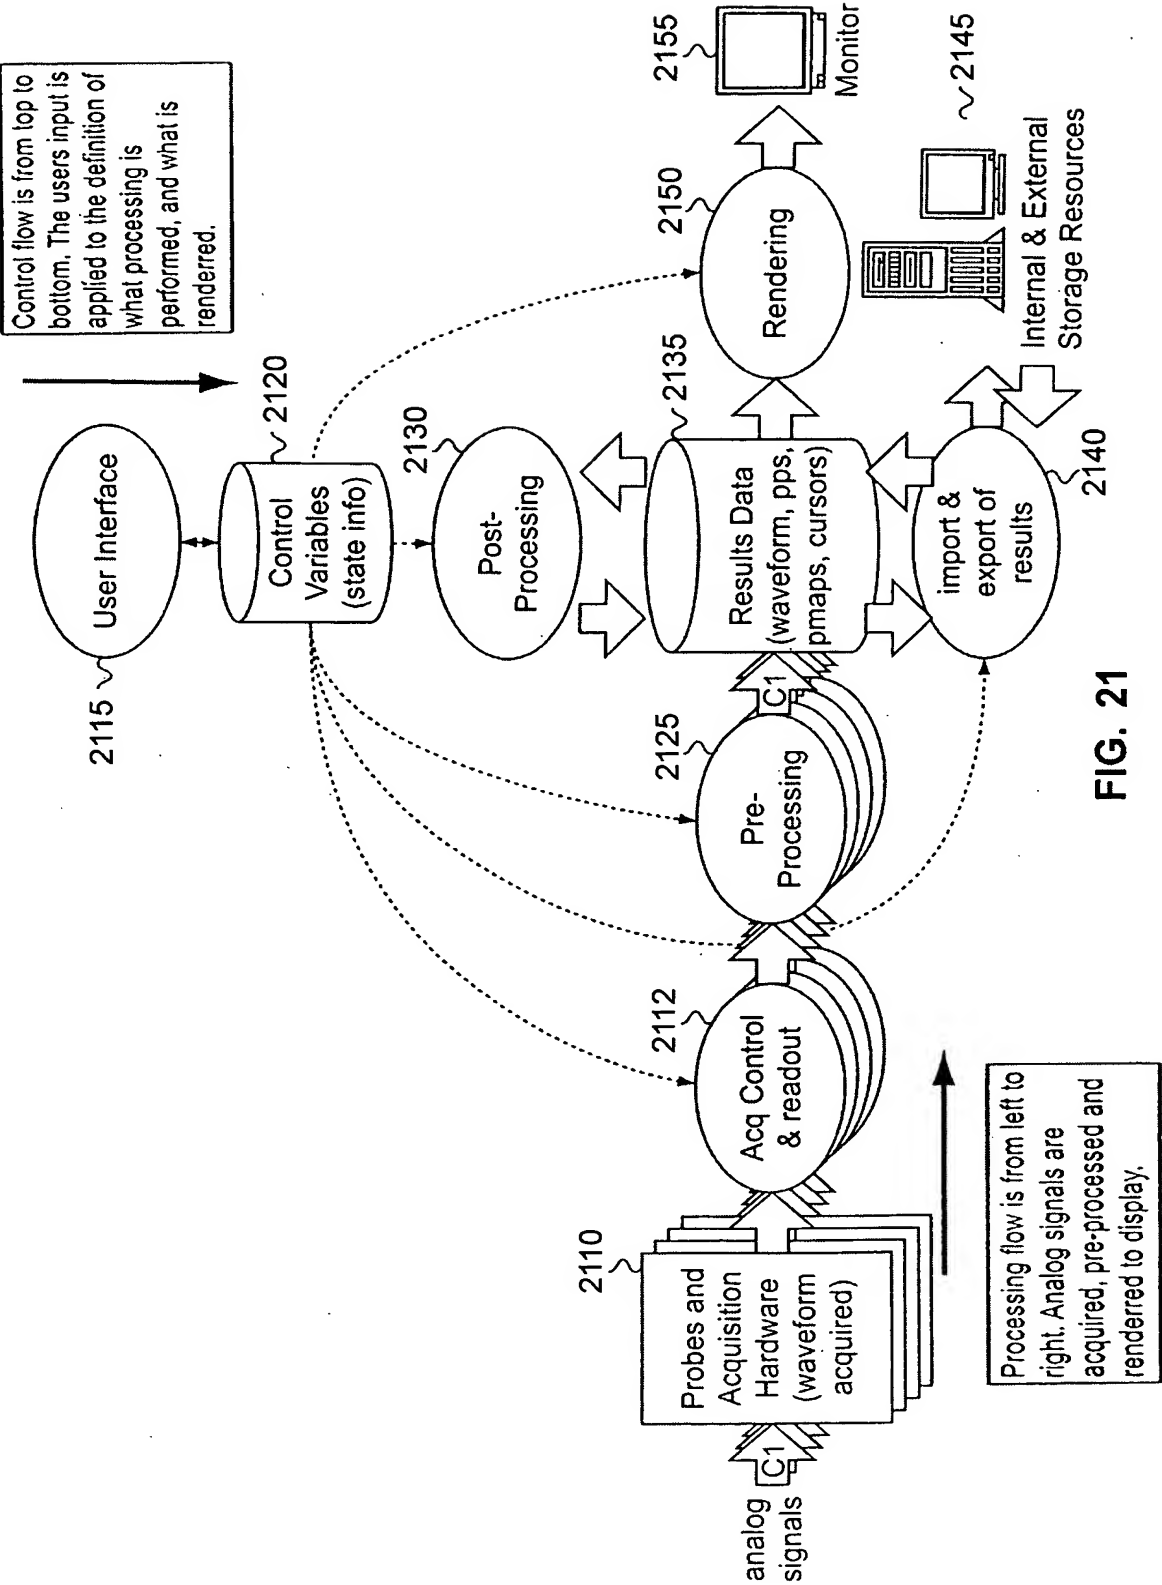 Control flow is from top to
bottom. The users input is
applied to the definition of
what processing is
performed, and what is
renderred.
2115
User Interface
2120
Control
Variables
(state info)
2130
Post-
Processing
2110
Probes and
Acquisition
Hardware
(waveform
acquired)
analog
signals
C1
2112
Acq Control
& readout
2125
Pre-
Processing
C1
2135
Results Data
(waveform, pps,
pmaps, cursors)
2150
Rendering
2155
Monitor
2140
import &
export of
results
2145
Internal & External
Storage Resources
Processing flow is from left to
right. Analog signals are
acquired, pre-processed and
renderred to display.
FIG. 21